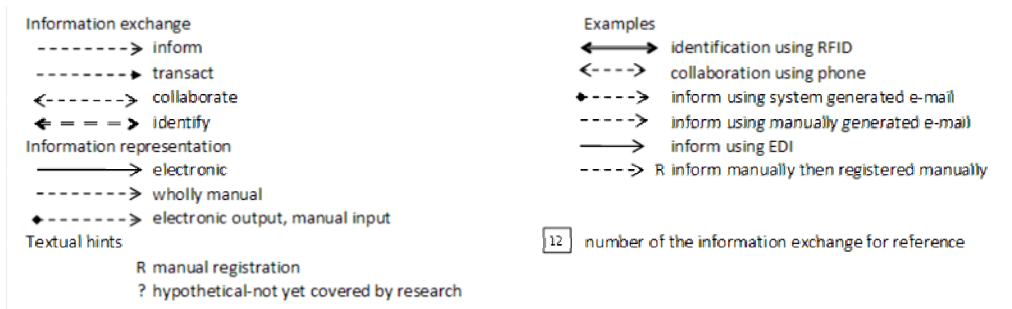 Information exchange
inform
transact
collaborate
identify
Information representation
electronic
wholly manual
electronic output, manual input
Textual hints
R manual registration
? hypothetical-not yet covered by research
Examples
identification using RFID
collaboration using phone
inform using system generated e-mail
inform using manually generated e-mail
inform using EDI
R inform manually then registered manually
12 number of the information exchange for reference